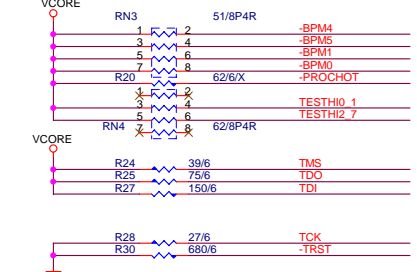 VCORE
RN3 51/8P4R
1 2 -BPM4
3 4 -BPM5
5 6 -BPM1
7 8 -BPM0
R20 62/6/X -PROCHOT
1 2
3 4 TESTHI0_1
5 6 TESTHI2_7
RN4 7 8 62/8P4R
VCORE
R24 39/6 TMS
R25 75/6 TDO
R27 150/6 TDI
R28 27/6 TCK
R30 680/6 -TRST